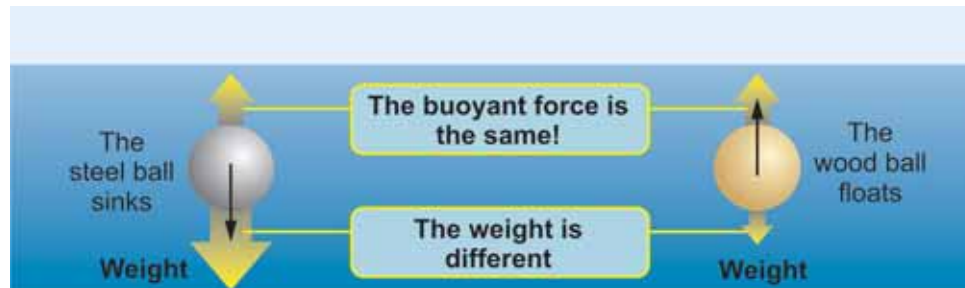 The buoyant force is
the same!
The
steel ball
sinks
The
wood ball
floats
The weight is
different
Weight
Weight